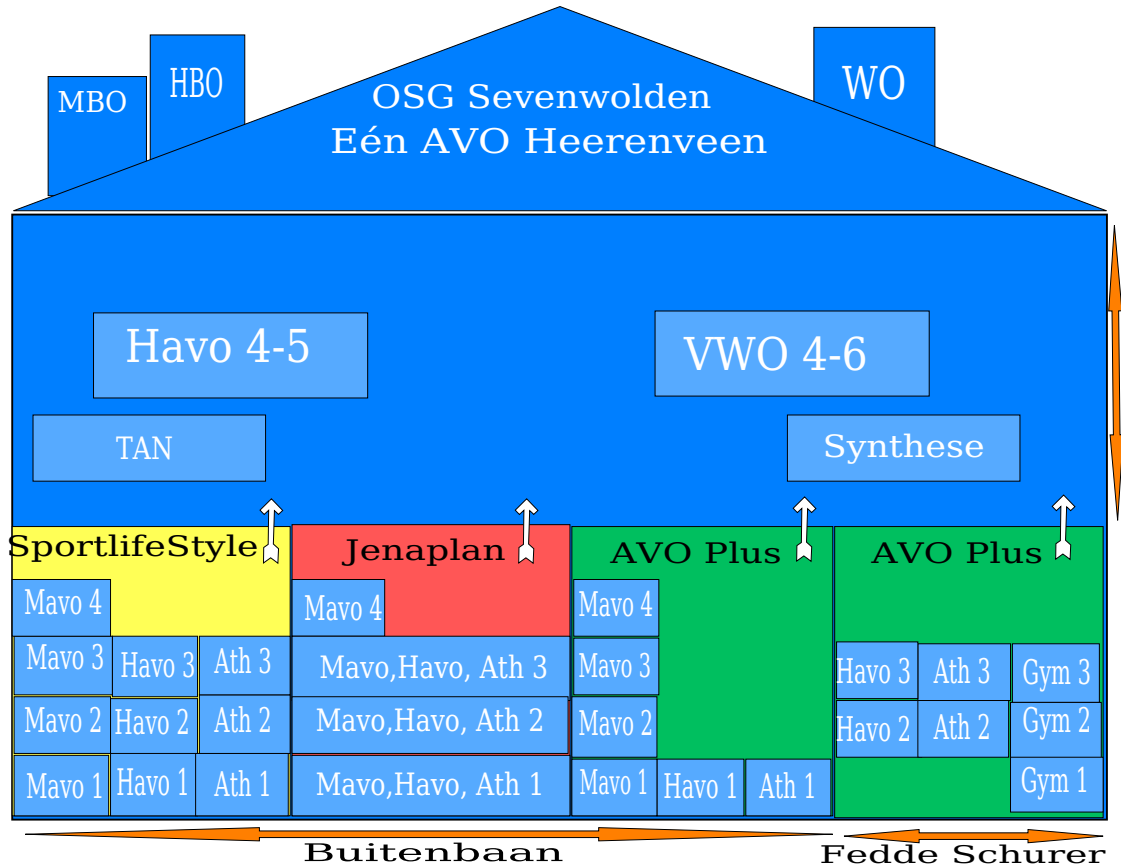 MBO
HBO
WO
OSG Sevenwolden
Eén AVO Heerenveen
Havo 4-5
VWO 4-6
TAN
Synthese
SportlifeStyle
Jenaplan
AVO Plus
AVO Plus
Mavo 4
Mavo 4
Mavo 4
Mavo 3
Havo 3
Ath 3
Mavo,Havo, Ath 3
Mavo 3
Havo 3
Ath 3
Gym 3
Mavo 2
Havo 2
Ath 2
Mavo,Havo, Ath 2
Mavo 2
Havo 2
Ath 2
Gym 2
Mavo 1
Havo 1
Ath 1
Mavo,Havo, Ath 1
Mavo 1
Havo 1
Ath 1
Gym 1
Buitenbaan
Fedde Schurer